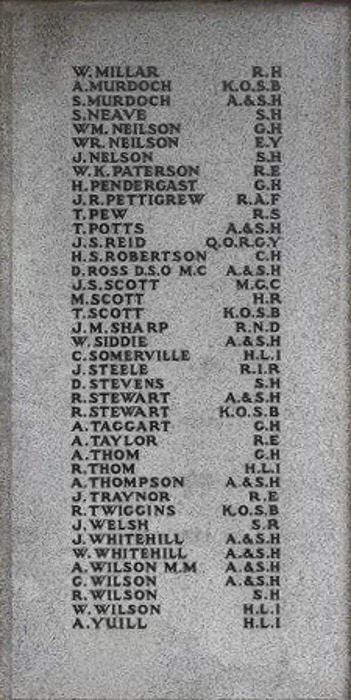 W. MILLAR R.H
A. MURDOCH K.O.S.B
S. MURDOCH A.&S.H
S. NEAVE S.H
WM. NEILSON G.H
WR. NEILSON E.Y
J. NELSON S.H
W. K. PATERSON R.E
H. PENDERGAST G.H
J. R. PETTIGREW R.A.F
T. PEW R.S
T. POTTS A.&S.H
J. S. REID Q.O.R.G.Y
H. S. ROBERTSON C.H
D. ROSS D.S.O M.C A.&S.H
J. S. SCOTT M.G.C
M. SCOTT H.R
T. SCOTT K.O.S.B
J. M. SHARP R.N.D
W. SIDDIE A.&S.H
C. SOMERVILLE H.L.I
J. STEELE R.I.R
D. STEVENS S.H
R. STEWART A.&S.H
R. STEWART K.O.S.B
A. TAGGART G.H
A. TAYLOR R.E
A. THOM G.H
R. THOM H.L.I
A. THOMPSON A.&S.H
J. TRAYNOR R.E
R. TWIGGINS K.O.S.B
J. WELSH S.R
J. WHITEHILL A.&S.H
W. WHITEHILL A.&S.H
A. WILSON M.M A.&S.H
G. WILSON A.&S.H
R. WILSON S.H
W. WILSON H.L.I
A. YUILL H.L.I